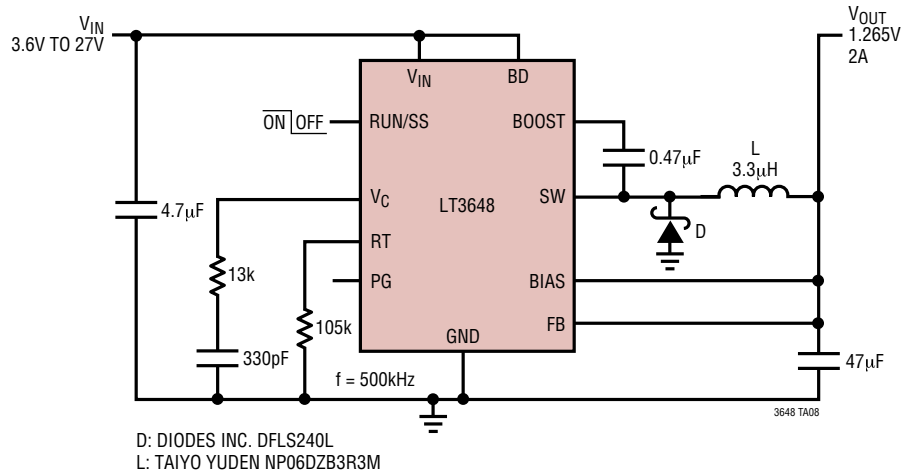 VIN
3.6V TO 27V
VOUT
1.265V
2A
VIN
BD
ON OFF
RUN/SS
BOOST
0.47µF
L
3.3µH
4.7µF
VC
LT3648
SW
D
RT
13k
PG
BIAS
105k
FB
GND
330pF
47µF
f = 500kHz
3648 TA08
D: DIODES INC. DFLS240L
L: TAIYO YUDEN NP06DZB3R3M